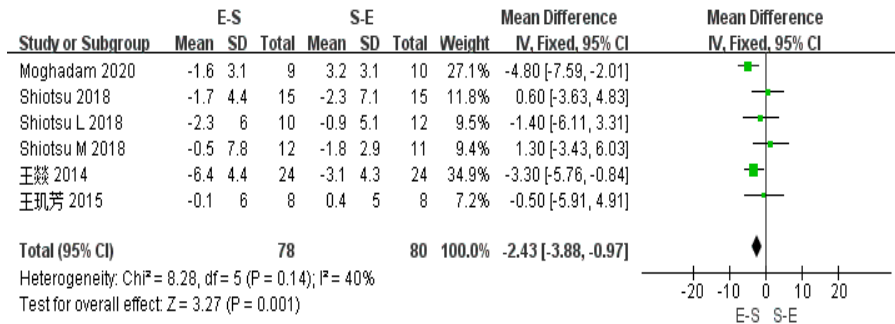 E-S S-E Mean Difference Mean Difference
Study or Subgroup Mean SD Total Mean SD Total Weight IV, Fixed, 95% CI IV, Fixed, 95% CI
Moghadam 2020 -1.6 3.1 9 3.2 3.1 10 27.1% -4.80 [-7.59, -2.01]
Shiotsu 2018 -1.7 4.4 15 -2.3 7.1 15 11.8% 0.60 [-3.63, 4.83]
Shiotsu L 2018 -2.3 6 10 -0.9 5.1 12 9.5% -1.40 [-6.11, 3.31]
Shiotsu M 2018 -0.5 7.8 12 -1.8 2.9 11 9.4% 1.30 [-3.43, 6.03]
王燚 2014 -6.4 4.4 24 -3.1 4.3 24 34.9% -3.30 [-5.76, -0.84]
王玑芳 2015 -0.1 6 8 0.4 5 8 7.2% -0.50 [-5.91, 4.91]
Total (95% CI) 78 80 100.0% -2.43 [-3.88, -0.97]
Heterogeneity: Chi² = 8.28, df = 5 (P = 0.14); I² = 40%
Test for overall effect: Z = 3.27 (P = 0.001)
-20 -10 0 10 20
E-S S-E